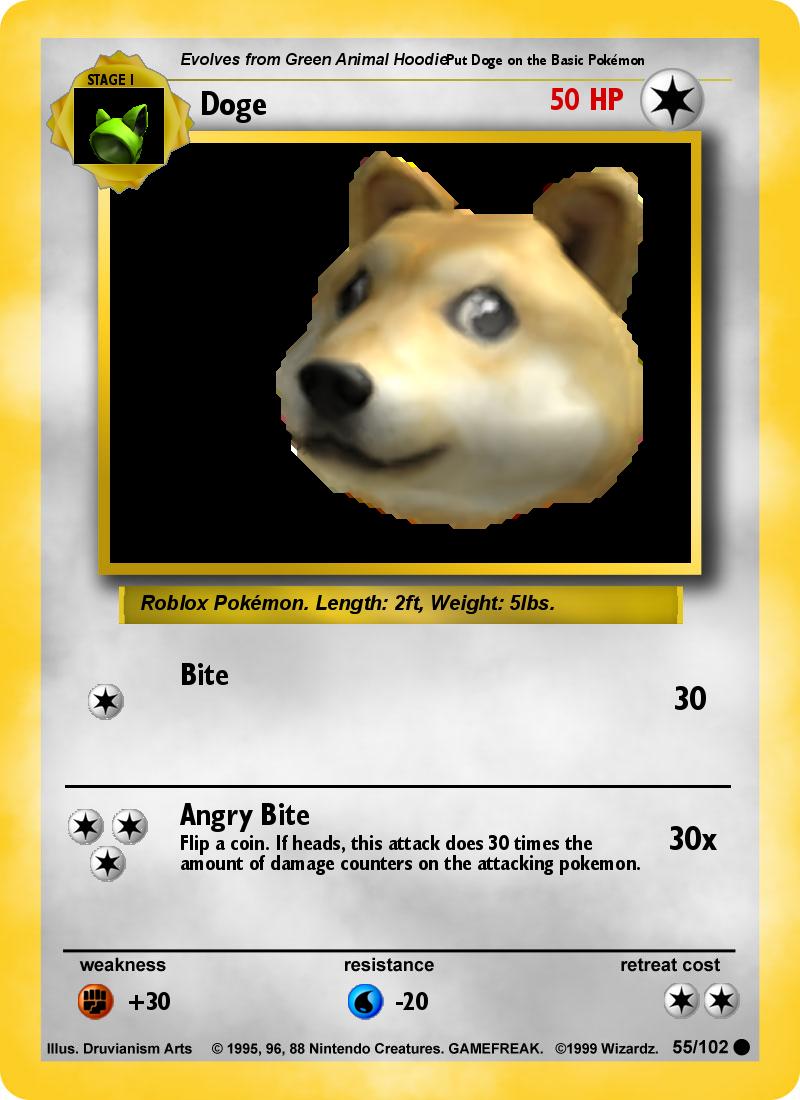 Evolves from Green Animal Hoodie Put Doge on the Basic Pokémon
STAGE 1
Doge
50 HP
Roblox Pokémon. Length: 2ft, Weight: 5lbs.
Bite
30
Angry Bite
Flip a coin. If heads, this attack does 30 times the
amount of damage counters on the attacking pokemon.
30x
weakness resistance retreat cost
+30 -20
Illus. Druvianism Arts © 1995, 96, 88 Nintendo Creatures. GAMEFREAK. ©1999 Wizardz. 55/102